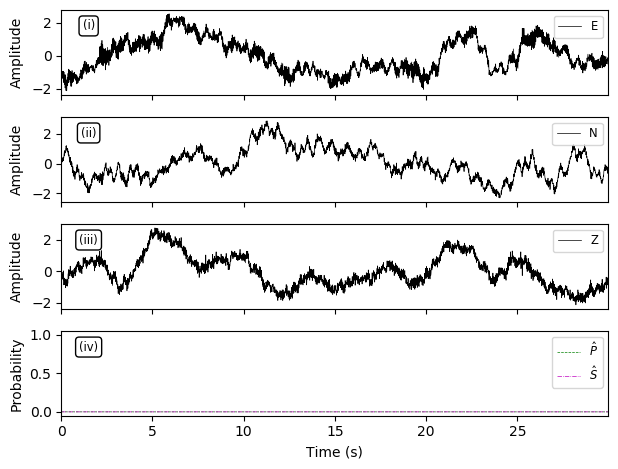 (i)
E
Amplitude
2
0
−2
(ii)
N
Amplitude
2
0
−2
(iii)
Z
Amplitude
2
0
−2
(iv)
P̂
Ŝ
Probability
1.0
0.5
0.0
0 5 10 15 20 25
Time (s)